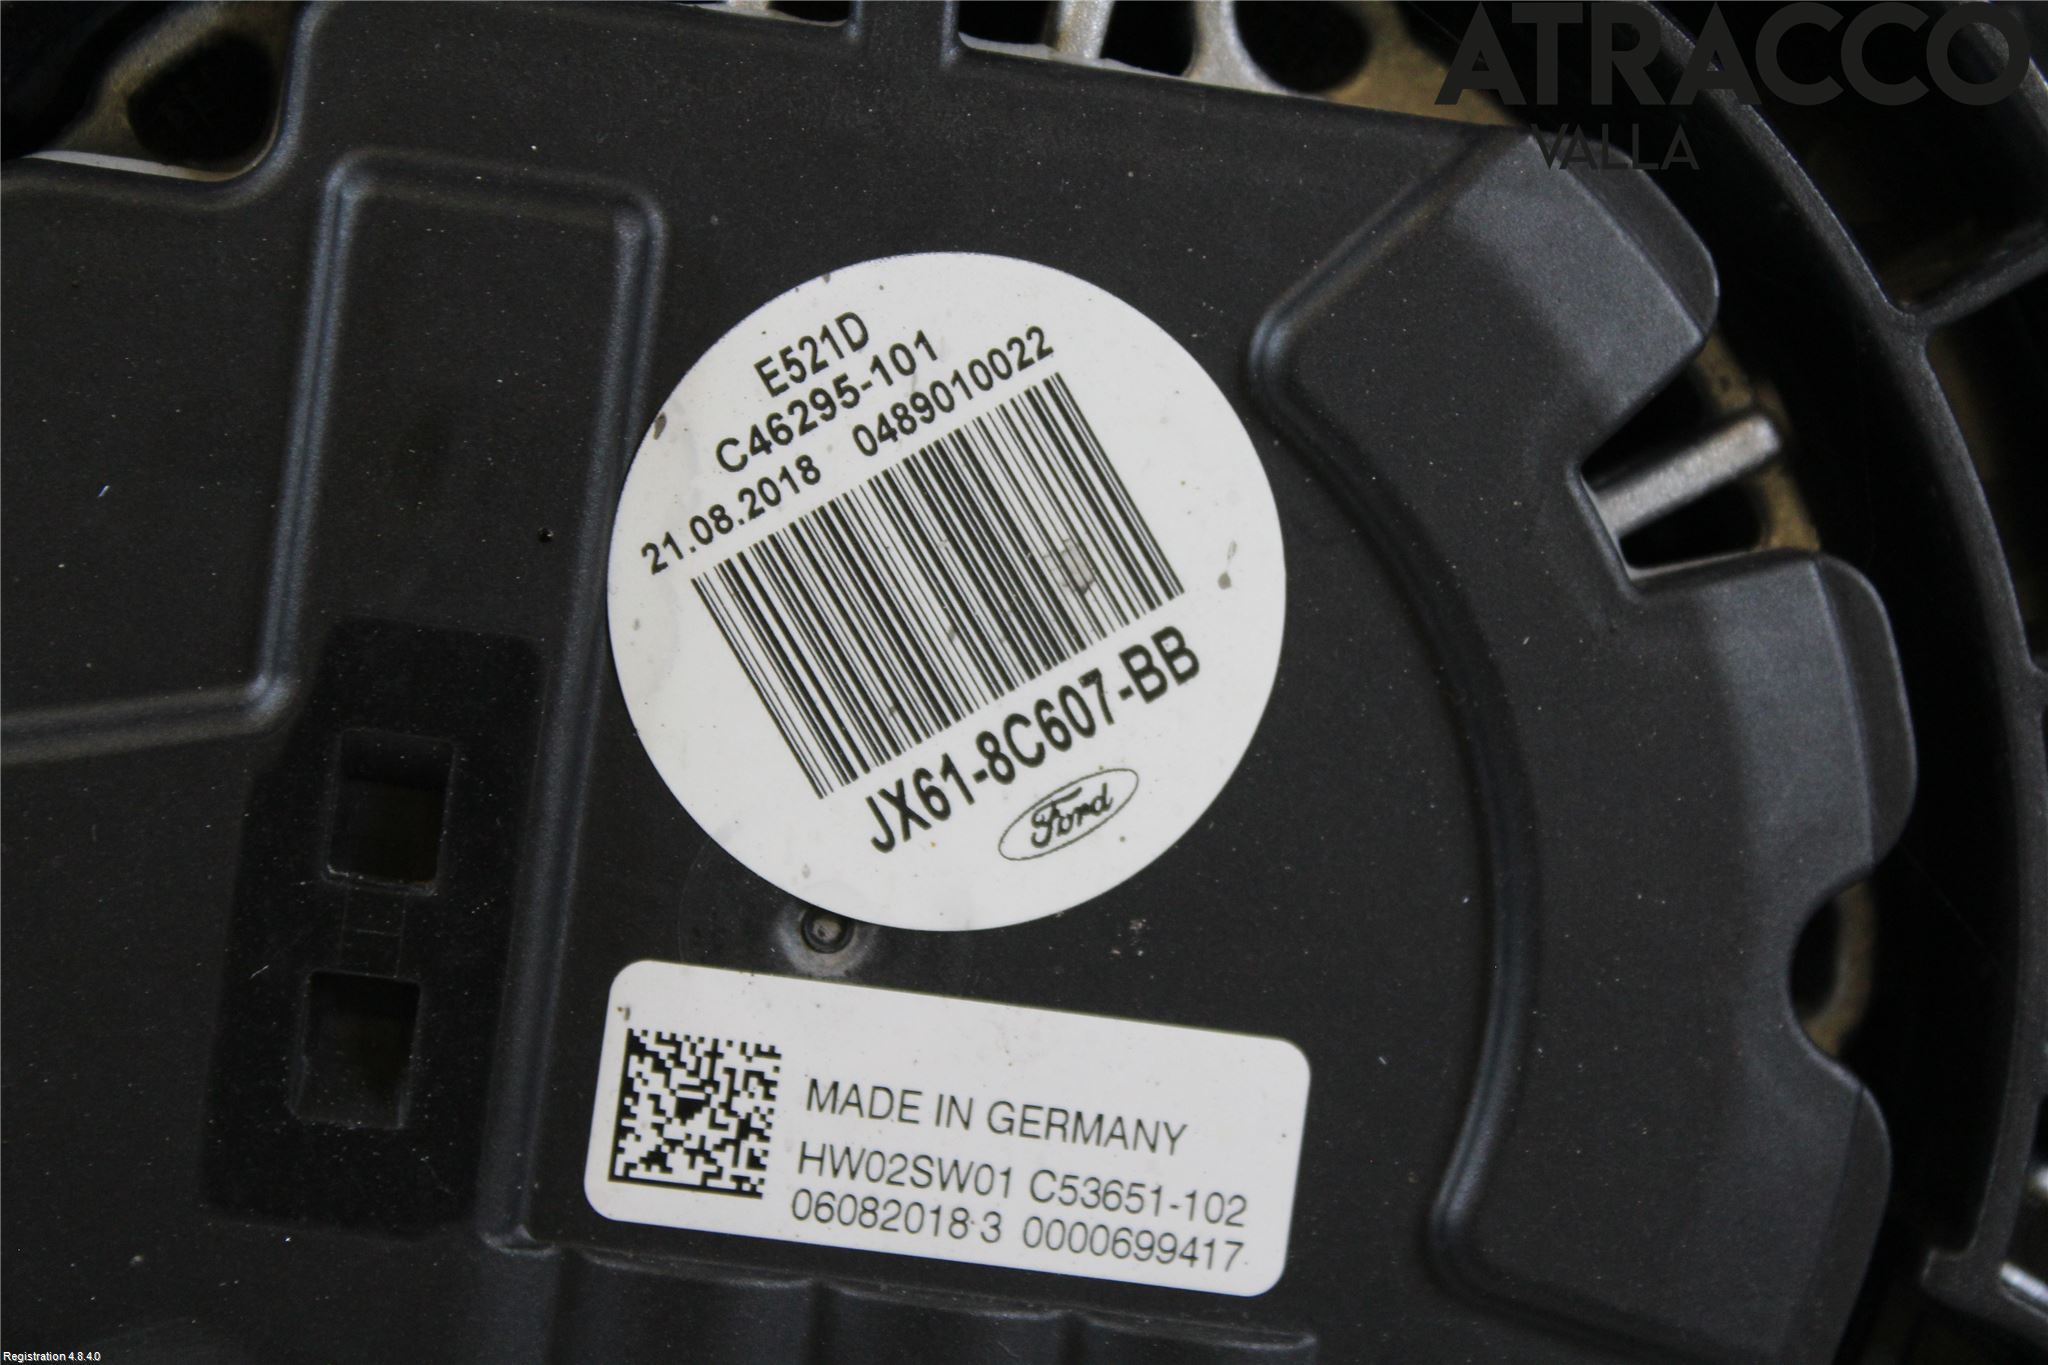 ATRACCO
VALLA
E521D
C46295-101
21.08.2018 0489010022
JX61-8C607-BB
Ford
MADE IN GERMANY
HW02SW01 C53651-102
06082018 3 0000699417
Registration 4.8.4.0